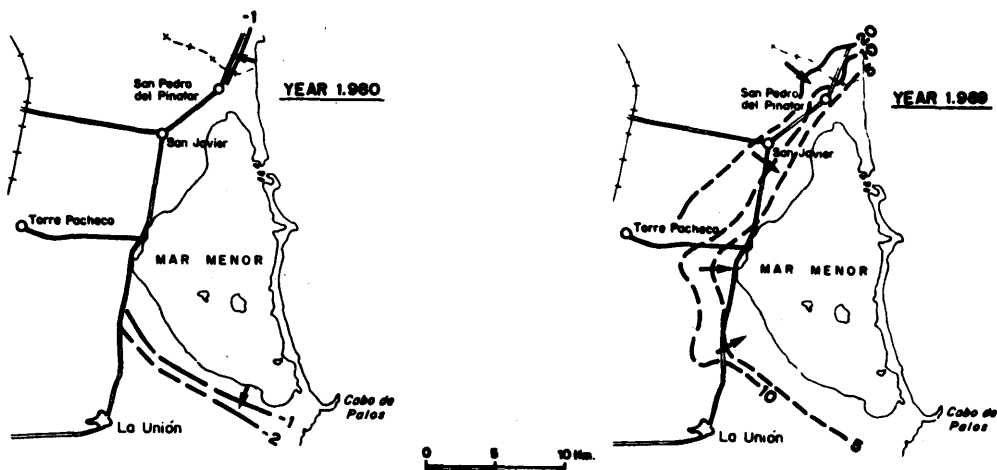 -1
San Pedro
del Pinatar
YEAR 1.960
San Javier
Torre Pacheco
MAR MENOR
-1
-2
La Unión
Cabo de
Palos
20
10
5
San Pedro
del Pinatar
YEAR 1.969
San Javier
Torre Pacheco
MAR MENOR
10
5
La Unión
Cabo de
Palos
0 5 10 Km.